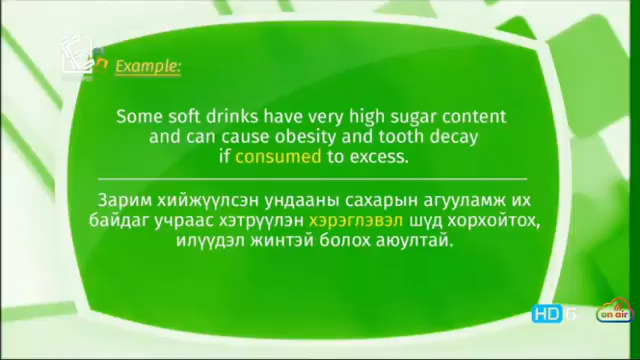 Example:
Some soft drinks have very high sugar content
and can cause obesity and tooth decay
if consumed to excess.
Зарим хийжүүлсэн ундааны сахарын агууламж их
байдаг учраас хэтрүүлэн хэрэглэвэл шүд хорхойтох,
илүүдэл жинтэй болох аюултай.
HD 6
on air